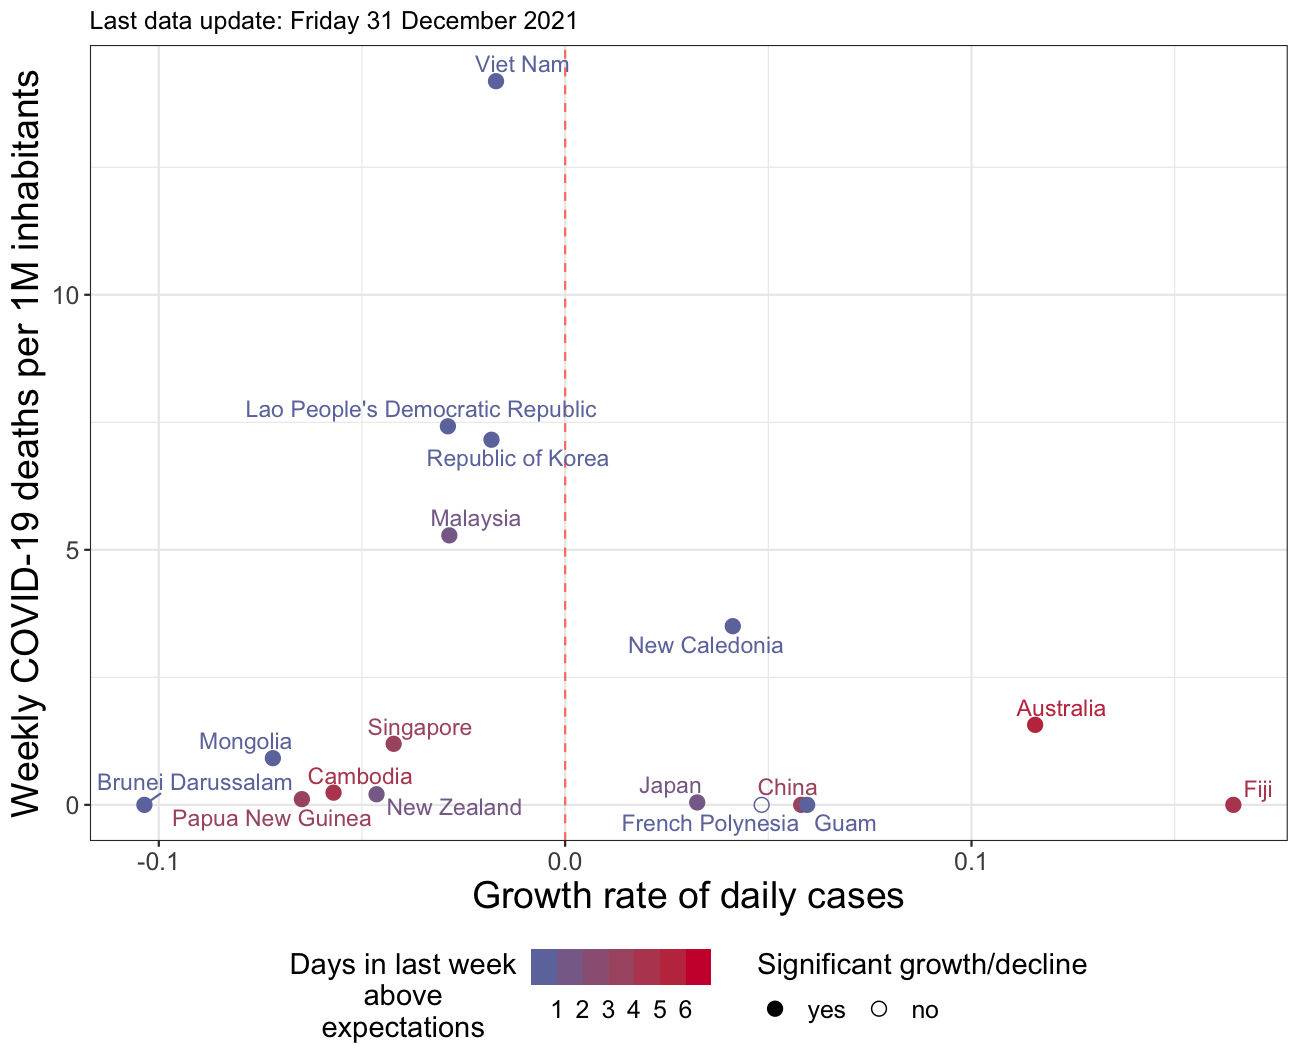 Last data update: Friday 31 December 2021
Weekly COVID-19 deaths per 1M inhabitants
Viet Nam
10
Lao People's Democratic Republic
Republic of Korea
Malaysia
5
New Caledonia
Australia
Singapore
Mongolia
Cambodia
Brunei Darussalam
Japan
China
Fiji
0
New Zealand
Papua New Guinea
French Polynesia
Guam
-0.1
0.0
0.1
Growth rate of daily cases
Days in last week
above
expectations
1 2 3 4 5 6
Significant growth/decline
yes no